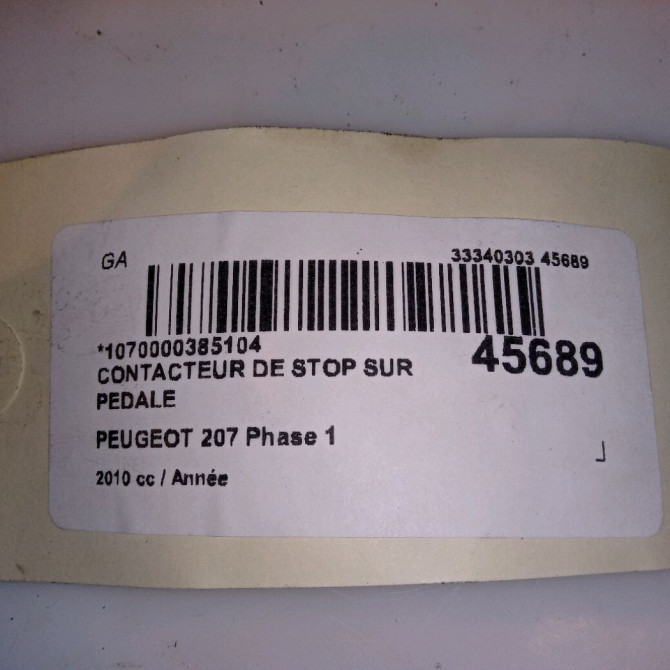 GA
33340303 45689
*1070000385104
45689
CONTACTEUR DE STOP SUR
PEDALE
PEUGEOT 207 Phase 1
2010 cc / Année